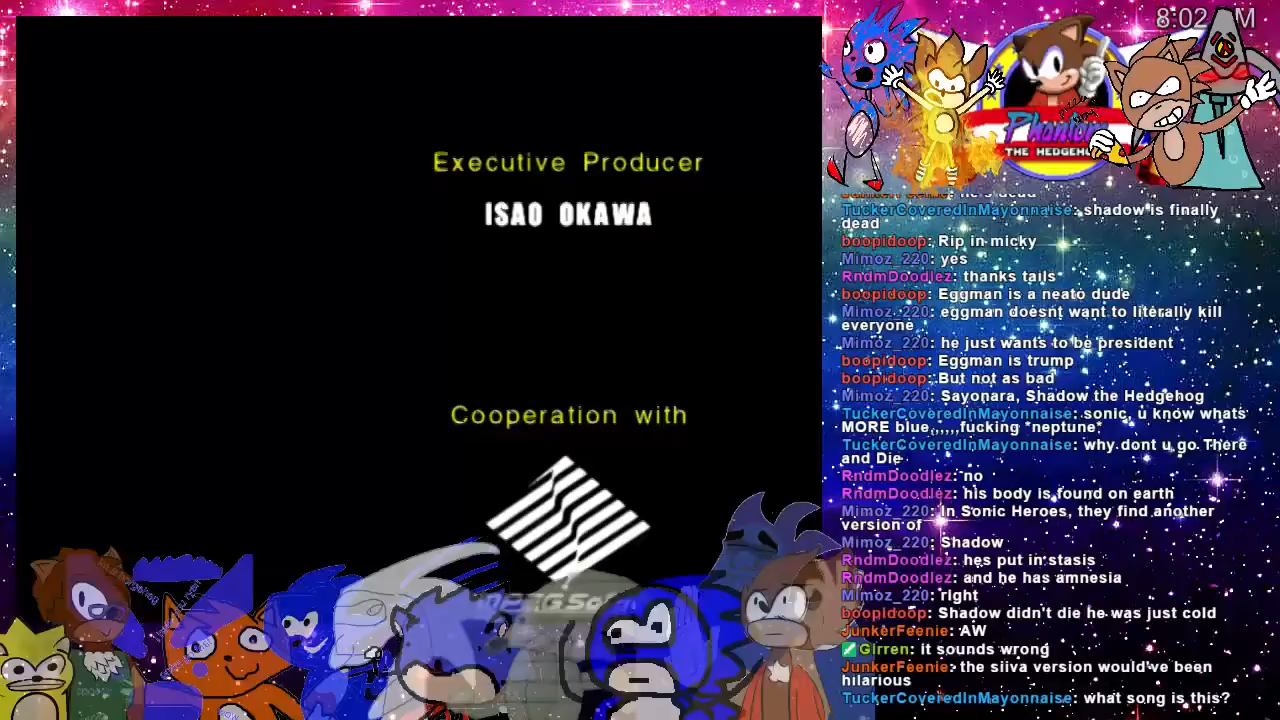 8:02 M
Executive Producer
ISAO OKAWA
Cooperation with
Phantom
THE HEDGEHOG
TuckerCoveredInMayonnaise: shadow is finally
dead
boopidoop: Rip in micky
Mimoz_220: yes
RndmDoodlez: thanks tails
boopidoop: Eggman is a neato dude
Mimoz_220: eggman doesnt want to literally kill
everyone
Mimoz_220: he just wants to be president
boopidoop: Eggman is trump
boopidoop: But not as bad
Mimoz_220: Sayonara, Shadow the Hedgehog
TuckerCoveredInMayonnaise: sonic, u know whats
MORE blue,,,,,,fucking *neptune*
TuckerCoveredInMayonnaise: why dont u go There
and Die
RndmDoodlez: no
RndmDoodlez: his body is found on earth
Mimoz_220: In Sonic Heroes, they find another
version of
Mimoz_220: Shadow
RndmDoodlez: hes put in stasis
RndmDoodlez: and he has amnesia
Mimoz_220: right
boopidoop: Shadow didn't die he was just cold
JunkerFeenie: AW
Girren: it sounds wrong
JunkerFeenie: the siiva version would've been
hilarious
TuckerCoveredInMayonnaise: what song is this?